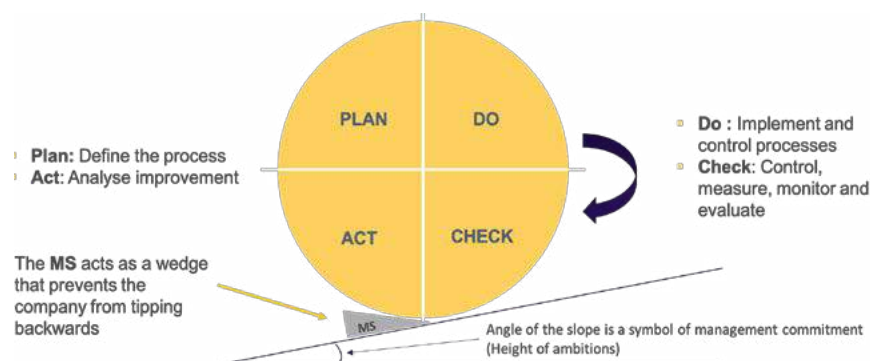 PLAN
DO
ACT
CHECK
Plan: Define the process
Act: Analyse improvement
Do : Implement and
control processes
Check: Control,
measure, monitor and
evaluate
The MS acts as a wedge
that prevents the
company from tipping
backwards
MS
Angle of the slope is a symbol of management commitment
(Height of ambitions)